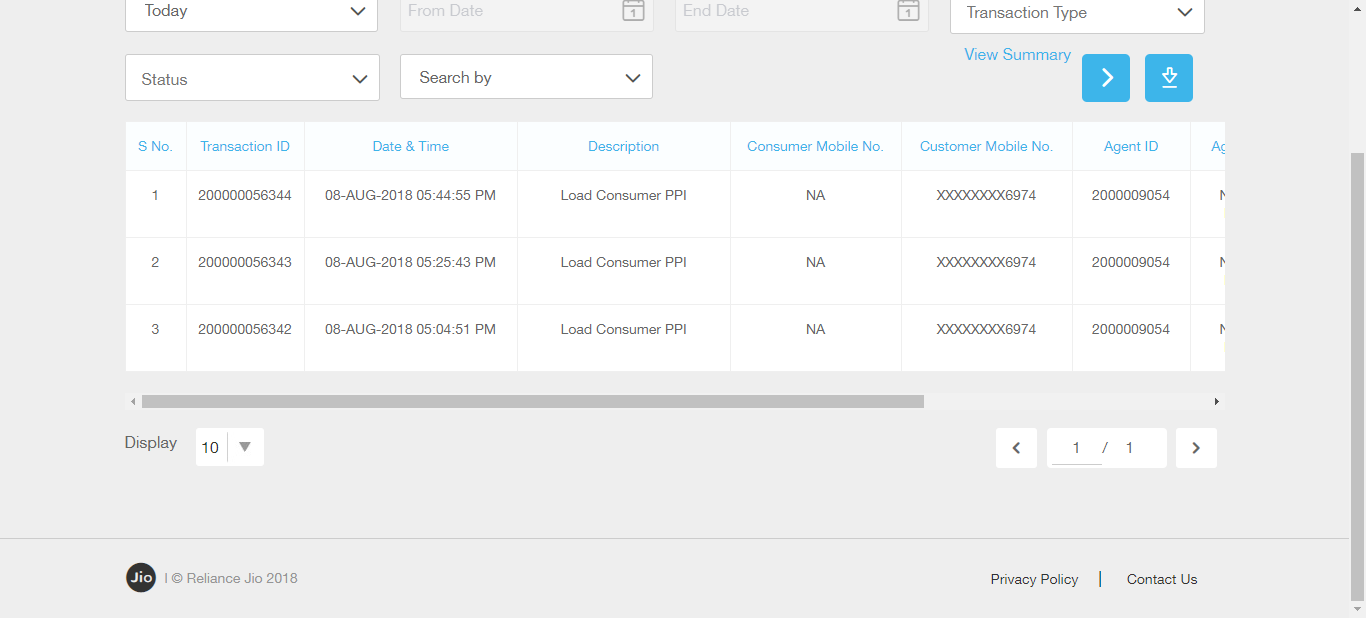 Today From Date 1 End Date 1 Transaction Type
View Summary
Status Search by
S No. Transaction ID Date & Time Description Consumer Mobile No. Customer Mobile No. Agent ID
1 200000056344 08-AUG-2018 05:44:55 PM Load Consumer PPI NA XXXXXXXX6974 2000009054
2 200000056343 08-AUG-2018 05:25:43 PM Load Consumer PPI NA XXXXXXXX6974 2000009054
3 200000056342 08-AUG-2018 05:04:51 PM Load Consumer PPI NA XXXXXXXX6974 2000009054
Display 10 1 / 1
Jio | © Reliance Jio 2018 Privacy Policy | Contact Us